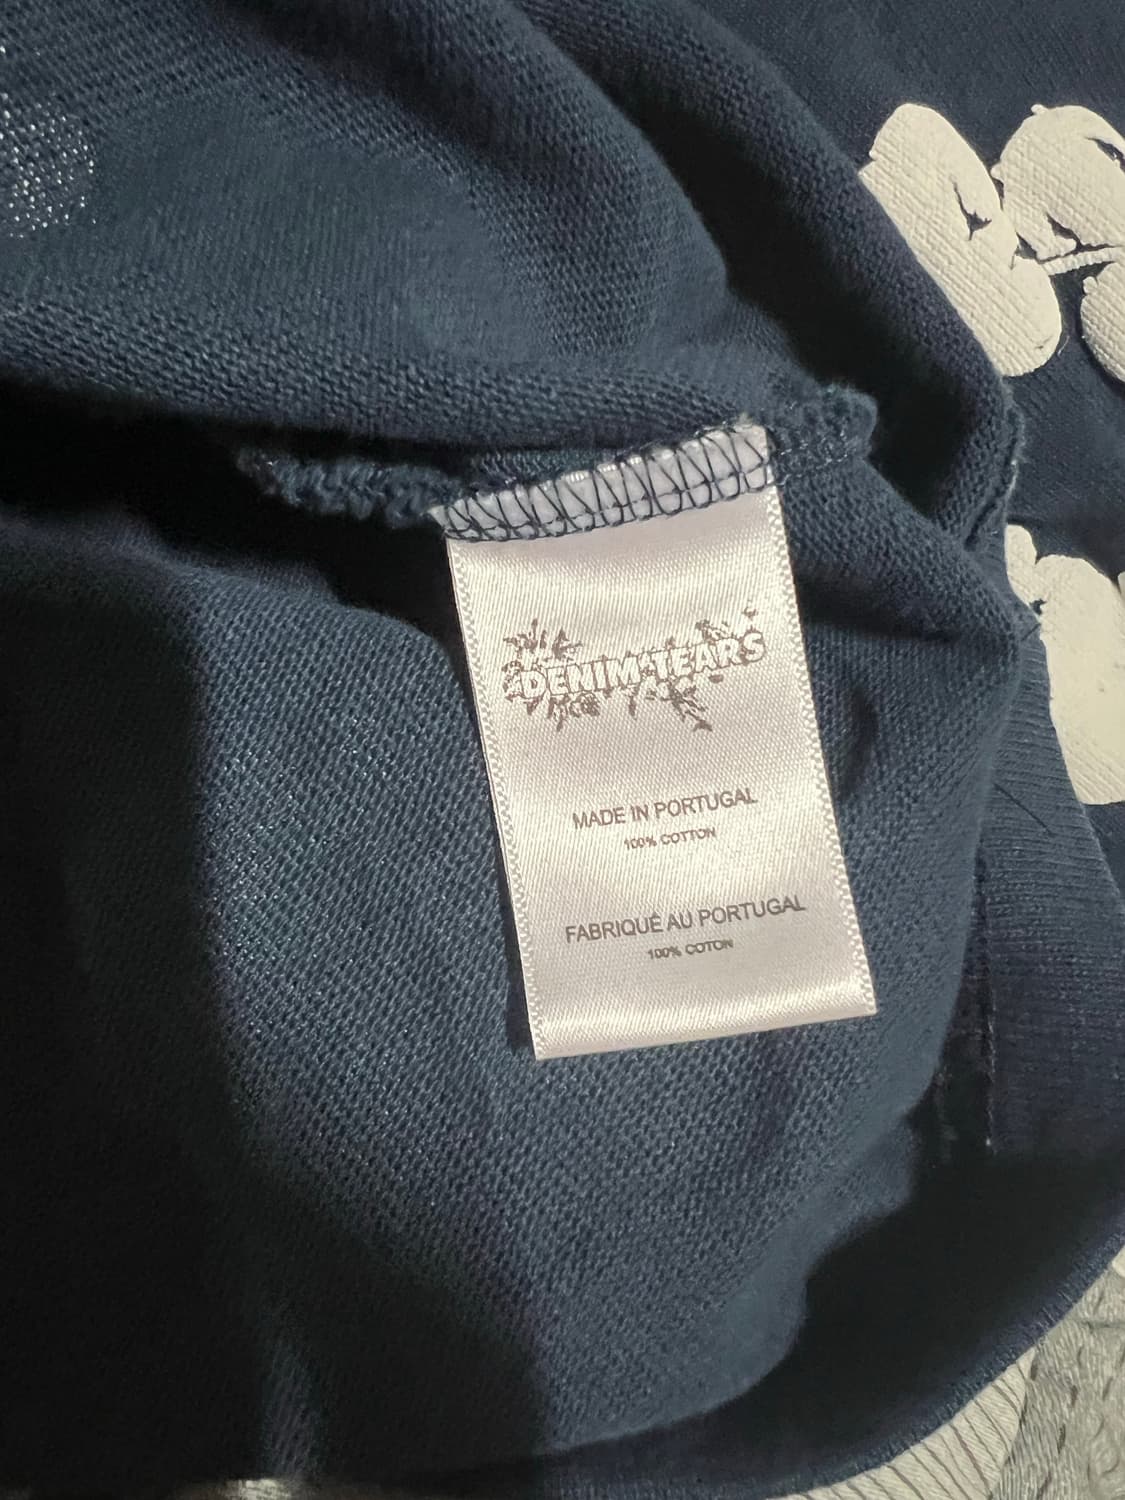 DENIM TEARS
MADE IN PORTUGAL
100% COTTON
FABRIQUÉ AU PORTUGAL
100% COTON